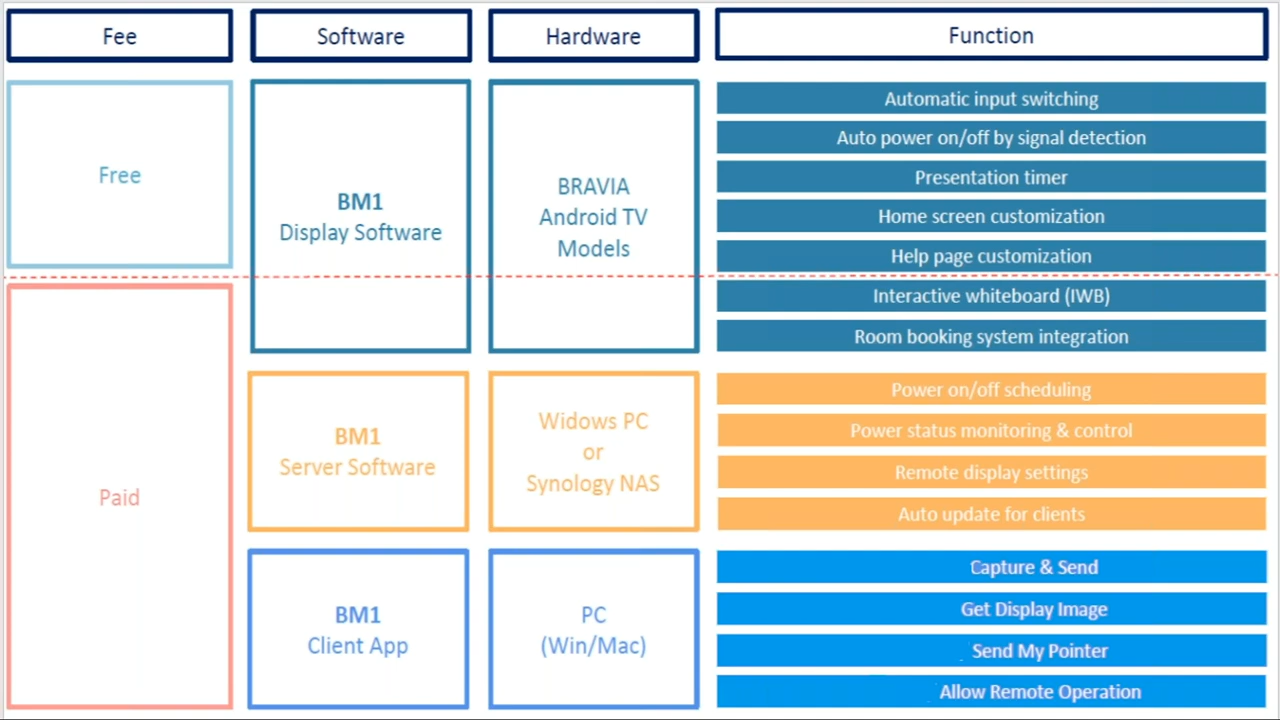 Fee
Software
Hardware
Function
Free
BM1
Display Software
BRAVIA
Android TV
Models
Automatic input switching
Auto power on/off by signal detection
Presentation timer
Home screen customization
Help page customization
Interactive whiteboard (IWB)
Room booking system integration
Paid
BM1
Server Software
Widows PC
or
Synology NAS
Power on/off scheduling
Power status monitoring & control
Remote display settings
Auto update for clients
BM1
Client App
PC
(Win/Mac)
Capture & Send
Get Display Image
Send My Pointer
Allow Remote Operation